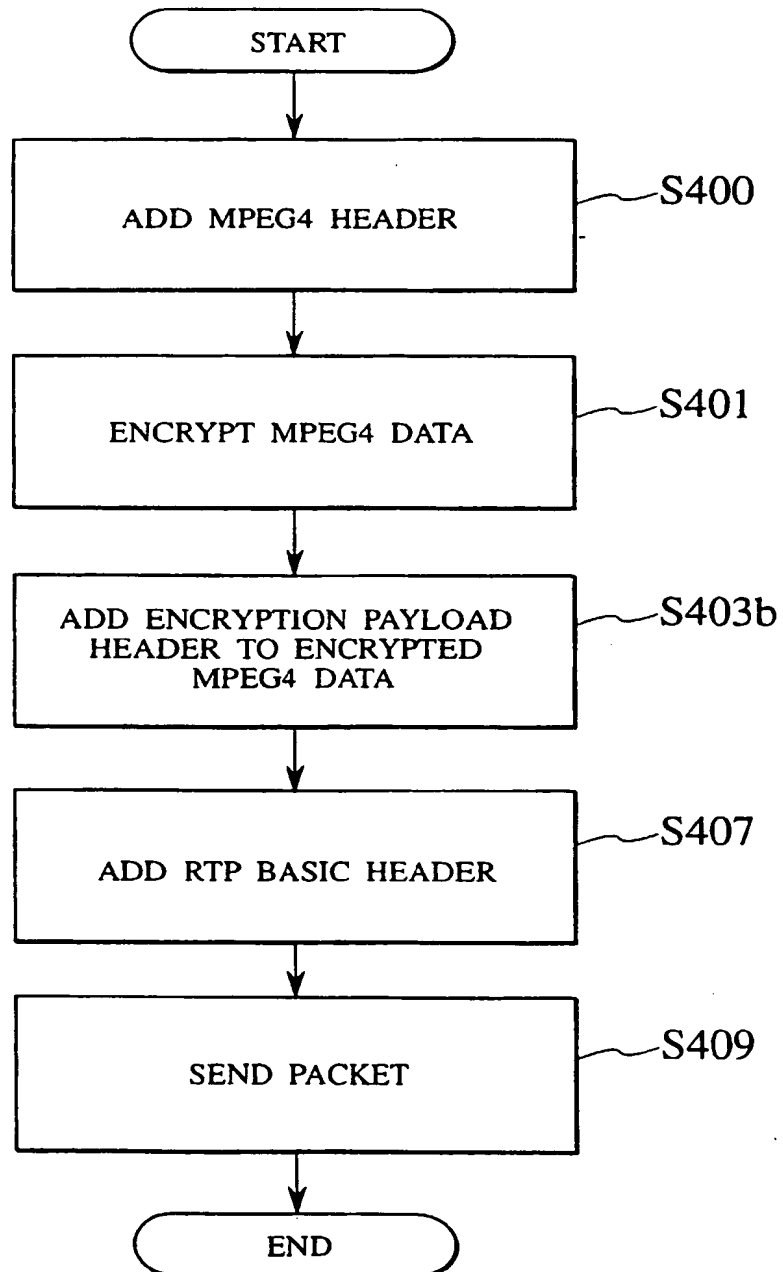 START
ADD MPEG4 HEADER
S400
ENCRYPT MPEG4 DATA
S401
ADD ENCRYPTION PAYLOAD
HEADER TO ENCRYPTED
MPEG4 DATA
S403b
ADD RTP BASIC HEADER
S407
SEND PACKET
S409
END